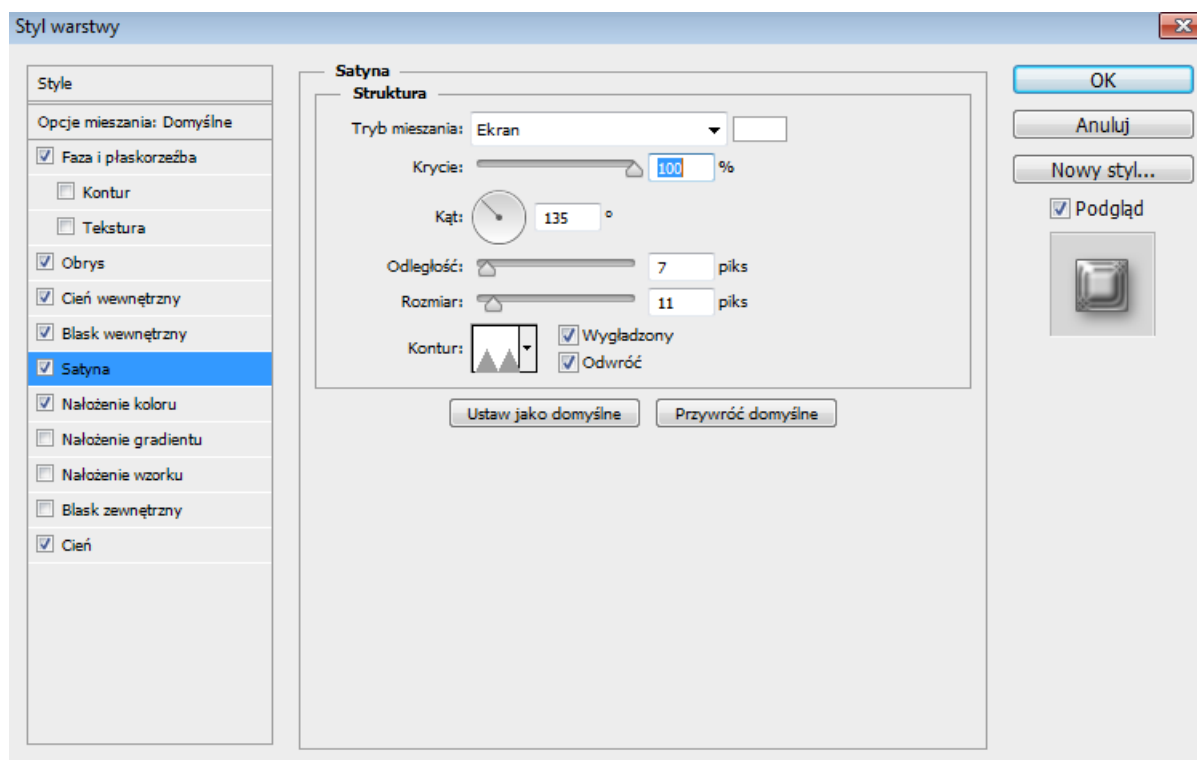 Styl warstwy
Style
Opcje mieszania: Domyślne
Faza i płaskorzeźba
Kontur
Tekstura
Obrys
Cień wewnętrzny
Blask wewnętrzny
Satyna
Nałożenie koloru
Nałożenie gradientu
Nałożenie wzorku
Blask zewnętrzny
Cień
Satyna
Struktura
Tryb mieszania: Ekran
Krycie: 100 %
Kąt: 135 °
Odległość: 7 piks
Rozmiar: 11 piks
Kontur: Wygładzony
Odwróć
Ustaw jako domyślne Przywróć domyślne
OK
Anuluj
Nowy styl...
Podgląd